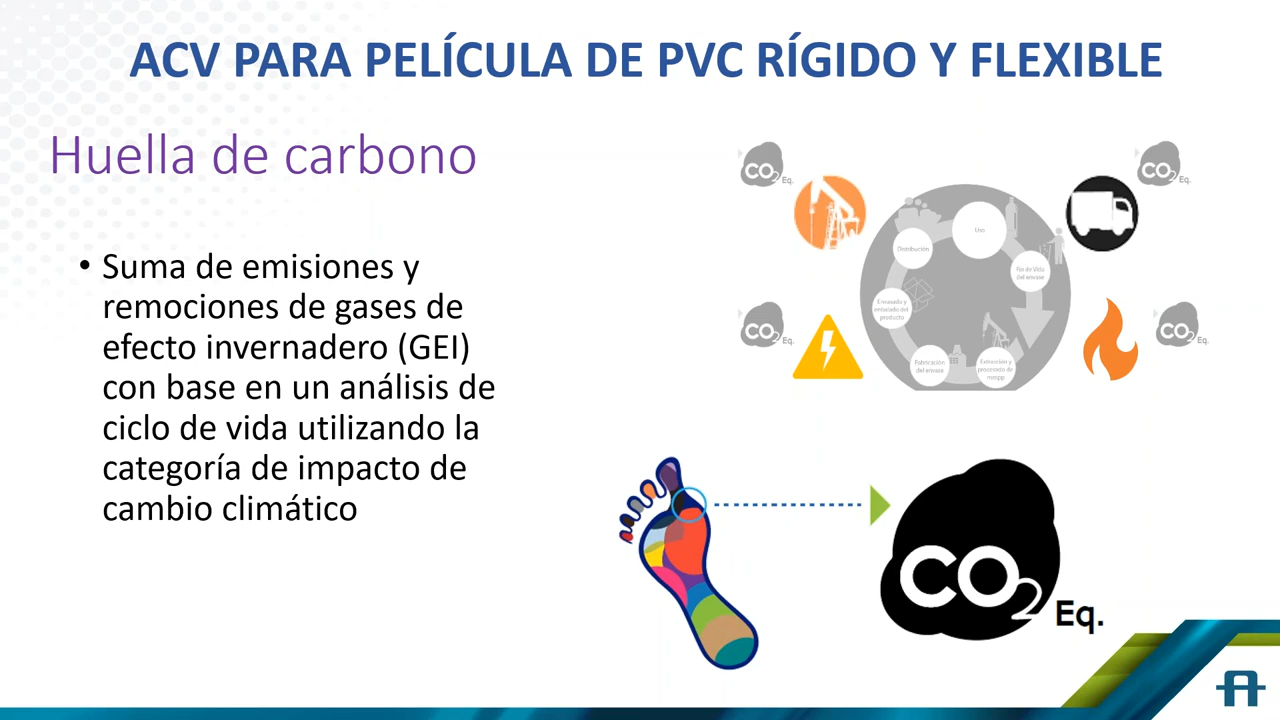 ACV PARA PELÍCULA DE PVC RÍGIDO Y FLEXIBLE
Huella de carbono
• Suma de emisiones y
remociones de gases de
efecto invernadero (GEI)
con base en un análisis de
ciclo de vida utilizando la
categoría de impacto de
cambio climático
CO2 Eq.
CO2 Eq.
Uso
Distribución
Fin de Vida
del envase
Envasado y
embalado del
producto
Fabricación
del envase
Extracción y
procesado de
CO2 Eq.
CO2 Eq.
CO2 Eq.